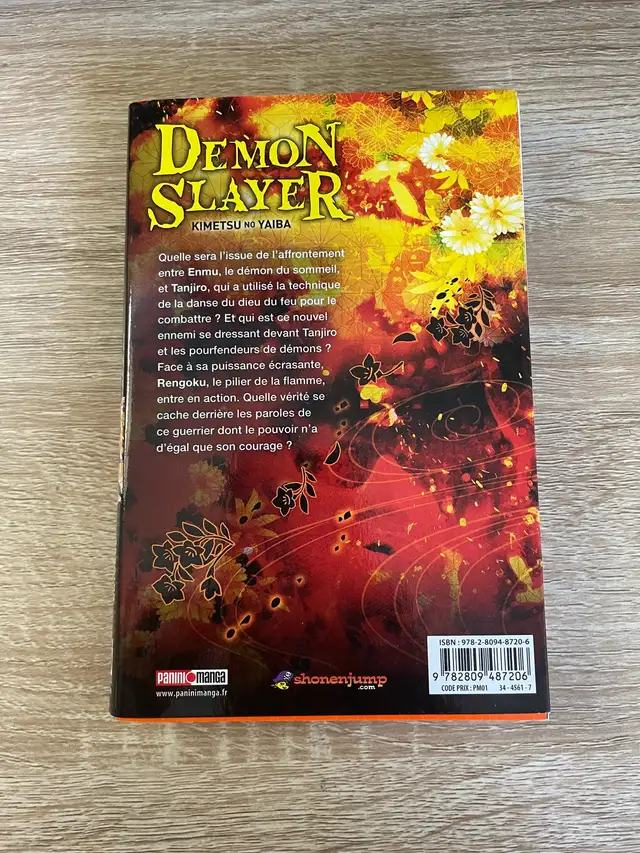 DEMON
SLAYER
KIMETSU NO YAIBA
Quelle sera l'issue de l'affrontement
entre Enmu, le démon du sommeil,
et Tanjiro, qui a utilisé la technique
de la danse du dieu du feu pour le
combattre ? Et qui est ce nouvel
ennemi se dressant devant Tanjiro
et les pourfendeurs de démons ?
Face à sa puissance écrasante,
Rengoku, le pilier de la flamme,
entre en action. Quelle vérité se
cache derrière les paroles de
ce guerrier dont le pouvoir n'a
d'égal que son courage ?
ISBN : 978-2-8094-8720-6
9 782809 487206
CODE PRIX : PM01 34 - 4561 - 7
PANINI MANGA
www.paninimanga.fr
shonenjump
.com